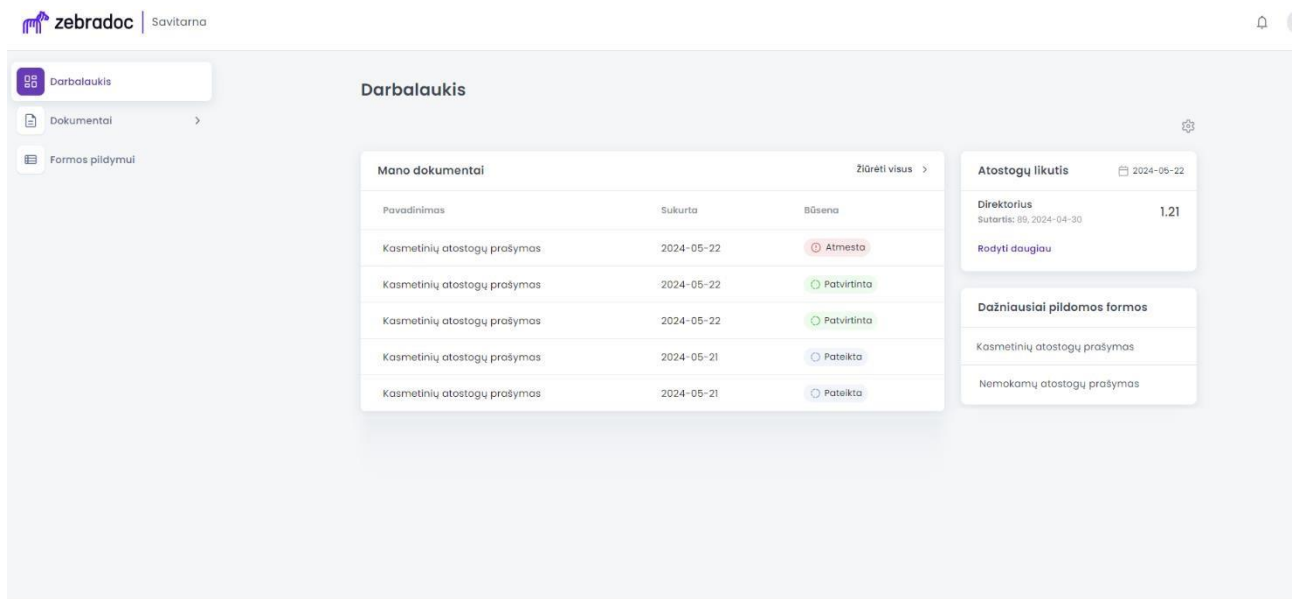 zebradoc Savitarna
Darbalaukis
Dokumentai
Formos pildymui
Darbalaukis
Mano dokumentai Žiūrėti visus
Pavadinimas Sukurta Būsena
Kasmetinių atostogų prašymas 2024-05-22 Atmesta
Kasmetinių atostogų prašymas 2024-05-22 Patvirtinta
Kasmetinių atostogų prašymas 2024-05-22 Patvirtinta
Kasmetinių atostogų prašymas 2024-05-21 Pateikta
Kasmetinių atostogų prašymas 2024-05-21 Pateikta
Atostogų likutis 2024-05-22
Direktorius 1.21
Sutartis: 89, 2024-04-30
Rodyti daugiau
Dažniausiai pildomos formos
Kasmetinių atostogų prašymas
Nemokamų atostogų prašymas